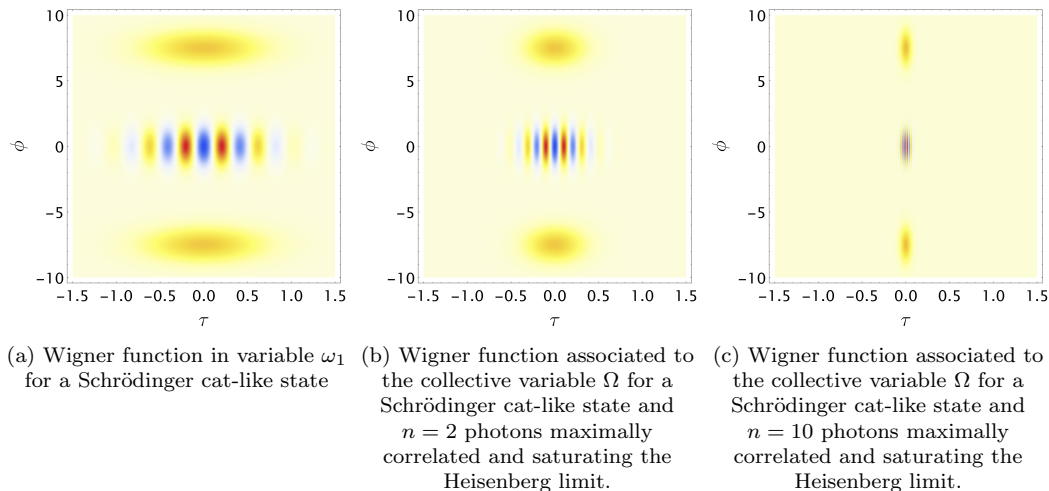 10
5
0
−5
−10
ϕ
−1.5 −1.0 −0.5 0.0 0.5 1.0 1.5
τ
(a) Wigner function in variable ω₁
for a Schrödinger cat-like state
10
5
0
−5
−10
ϕ
−1.5 −1.0 −0.5 0.0 0.5 1.0 1.5
τ
(b) Wigner function associated to
the collective variable Ω for a
Schrödinger cat-like state and
n = 2 photons maximally
correlated and saturating the
Heisenberg limit.
10
5
0
−5
−10
ϕ
−1.5 −1.0 −0.5 0.0 0.5 1.0 1.5
τ
(c) Wigner function associated to
the collective variable Ω for a
Schrödinger cat-like state and
n = 10 photons maximally
correlated and saturating the
Heisenberg limit.